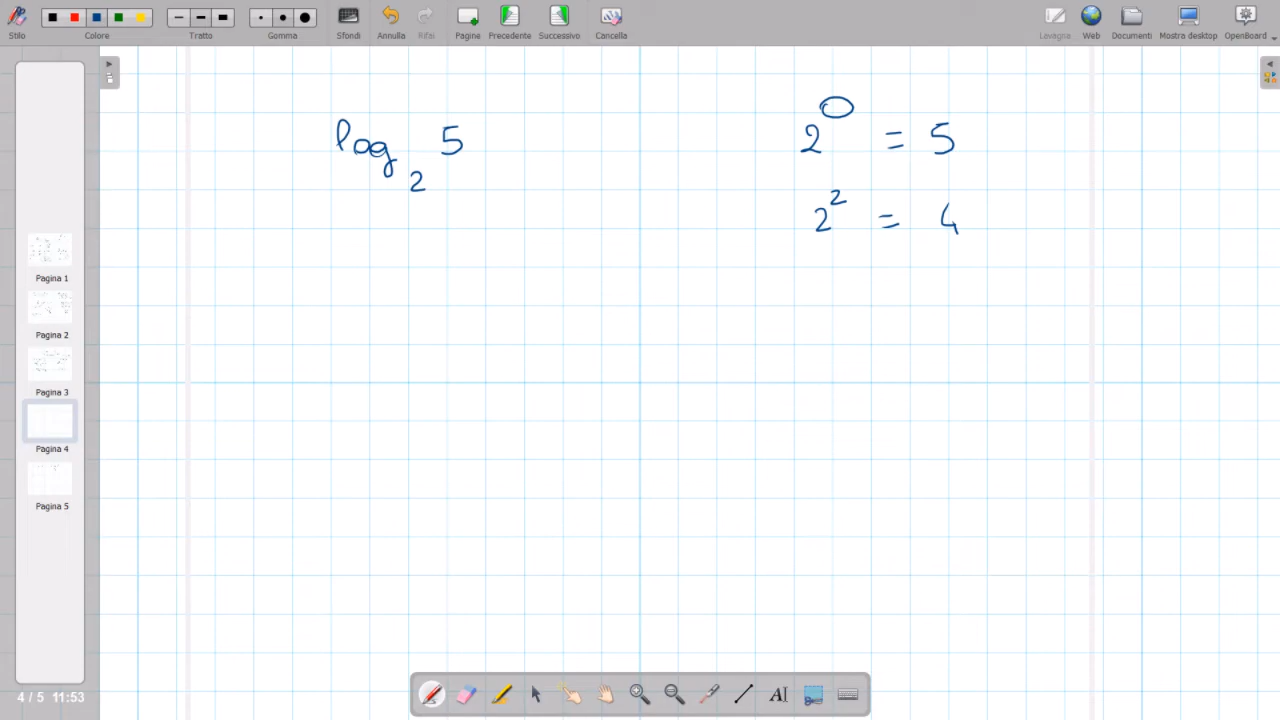 Stilo
Colore
Tratto
Gomma
Sfondi
Annulla
Rifai
Pagine
Precedente
Successivo
Cancella
Lavagna
Web
Documenti
Mostra desktop
OpenBoard
log₂ 5
2^○ = 5
2² = 4
Pagina 1
Pagina 2
Pagina 3
Pagina 4
Pagina 5
4 / 5 11:53
AI